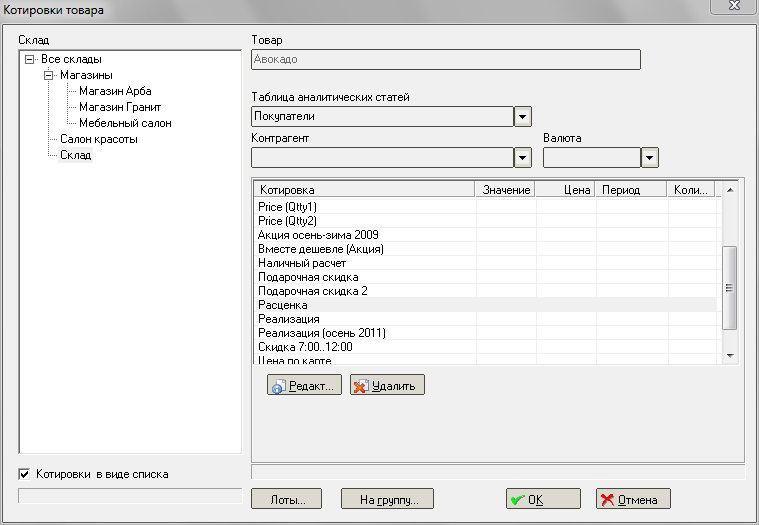 Котировки товара
Склад
Все склады
Магазины
Магазин Арба
Магазин Гранит
Мебельный салон
Салон красоты
Склад
Котировки в виде списка
Товар
Авокадо
Таблица аналитических статей
Покупатели
Контрагент Валюта
Котировка Значение Цена Период Коли...
Price (Qtty1)
Price (Qtty2)
Акция осень-зима 2009
Вместе дешевле (Акция)
Наличный расчет
Подарочная скидка
Подарочная скидка 2
Расценка
Реализация
Реализация (осень 2011)
Скидка 7:00..12:00
Цена по карте
Редакт... Удалить
Лоты... На группу... OK Отмена